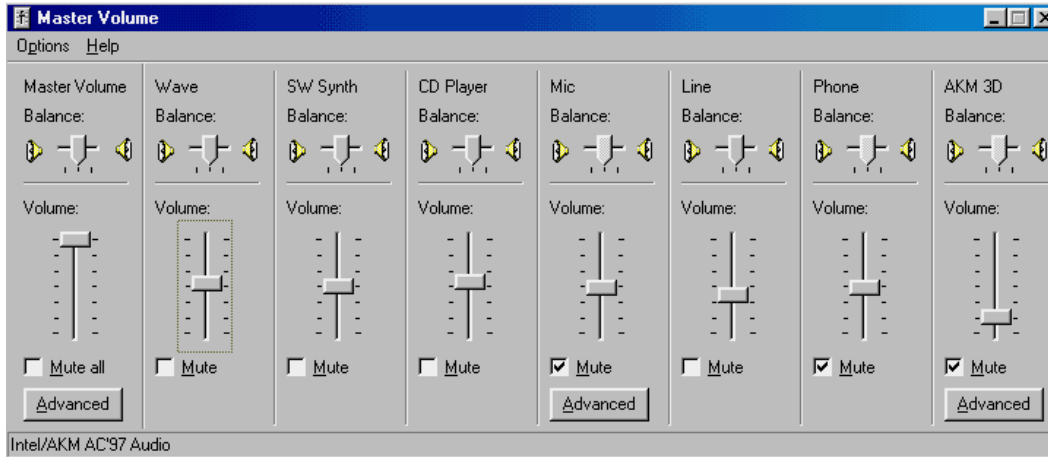 Master Volume
Options Help
Master Volume Wave SW Synth CD Player Mic Line Phone AKM 3D
Balance: Balance: Balance: Balance: Balance: Balance: Balance: Balance:
Volume: Volume: Volume: Volume: Volume: Volume: Volume: Volume:
Mute all Mute Mute Mute Mute Mute Mute Mute
Advanced Advanced Advanced
Intel/AKM AC'97 Audio